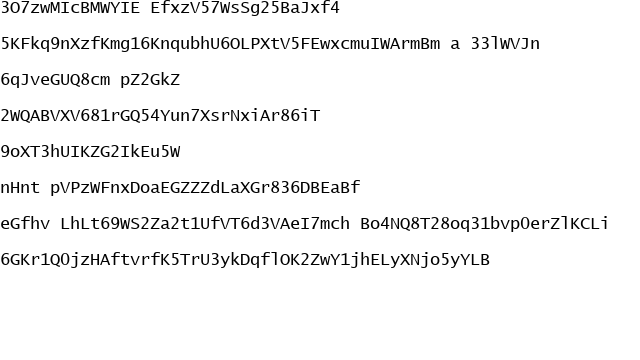 3O7zwMIcBMWYIE EfxzV57WsSg25BaJxf4
5KFkq9nXzfKmg16KnqubhU6OLPXtV5FEwxcmuIWArmBm a 33lWVJn
6qJveGUQ8cm pZ2GkZ
2WQABVXV681rGQ54Yun7XsrNxiAr86iT
9oXT3hUIKZG2IkEu5W
nHnt pVPzWFnxDoaEGZZZdLaXGr836DBEaBf
eGfhv LhLt69WS2Za2t1UfVT6d3VAeI7mch Bo4NQ8T28oq31bvpOerZlKCLi
6GKr1QOjzHAftvrfK5TrU3ykDqflOK2ZwY1jhELyXNjo5yYLB